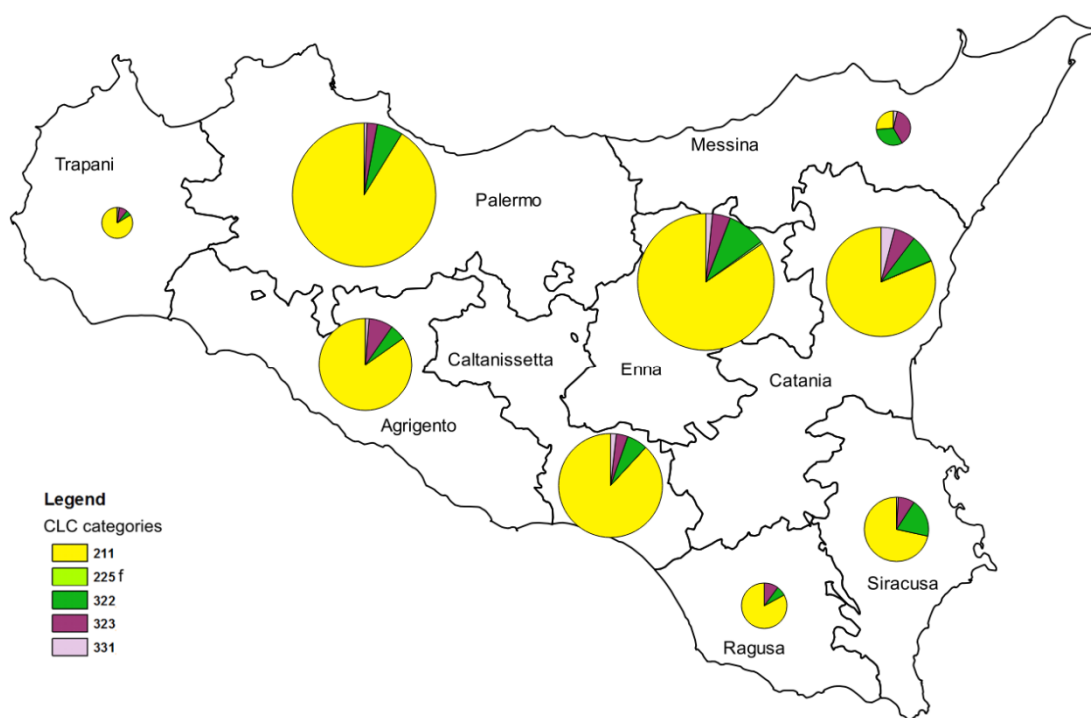 Messina
Trapani
Palermo
Caltanissetta
Enna
Catania
Agrigento
Siracusa
Ragusa
Legend
CLC categories
211
225 f
322
323
331